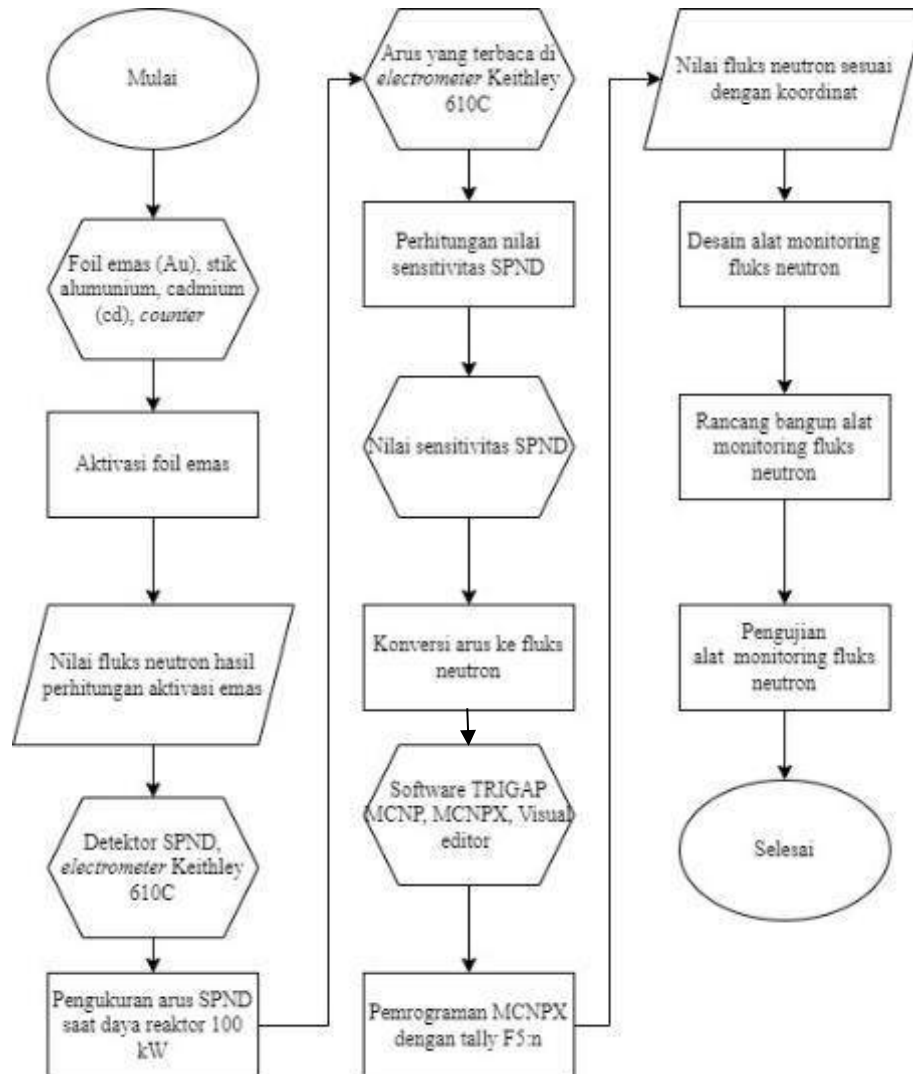 Mulai
Foil emas (Au), stik
alumunium, cadmium
(cd), counter
Aktivasi foil emas
Nilai fluks neutron hasil
perhitungan aktivasi emas
Detektor SPND,
electrometer Keithley
610C
Pengukuran arus SPND
saat daya reaktor 100
kW
Arus yang terbaca di
electrometer Keithley
610C
Perhitungan nilai
sensitivitas SPND
Nilai sensitivitas SPND
Konversi arus ke fluks
neutron
Software TRIGAP
MCNP, MCNPX, Visual
editor
Pemrograman MCNPX
dengan tally F5:n
Nilai fluks neutron sesuai
dengan koordinat
Desain alat monitoring
fluks neutron
Rancang bangun alat
monitoring fluks
neutron
Pengujian
alat monitoring fluks
neutron
Selesai